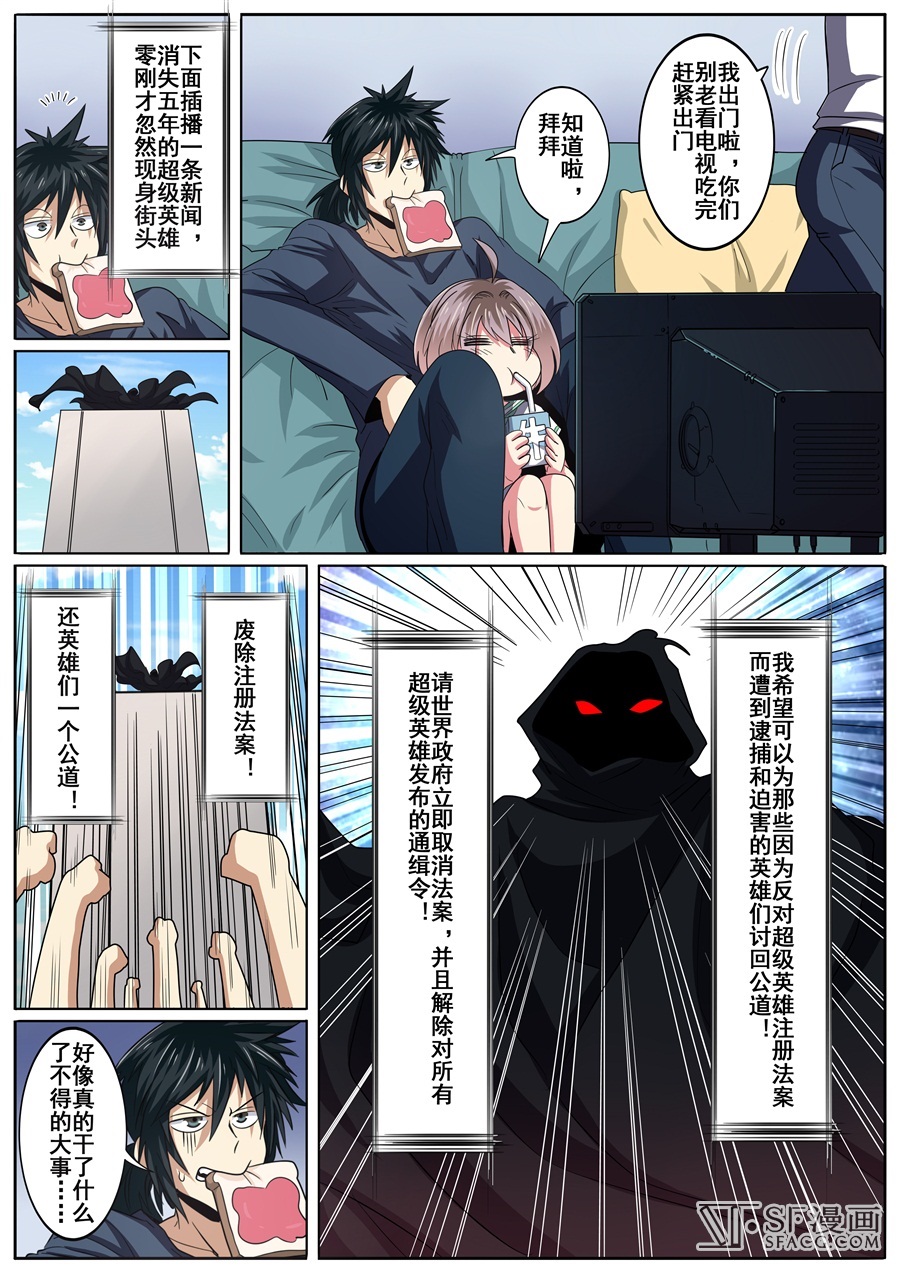 我出门啦，你们
别老看电视吃完
赶紧出门
知道啦，
拜拜
牛
下面插播一条新闻，
消失五年的超级英雄
零刚才忽然现身街头
我希望可以为那些因为反对超级英雄注册法案
而遭到逮捕和迫害的英雄们讨回公道！
请世界政府立即取消法案，并且解除对所有
超级英雄发布的通缉令！
废除注册法案！
还英雄们一个公道！
好像真的干了什么
了不得的大事……
SF漫画
SFACG.COM